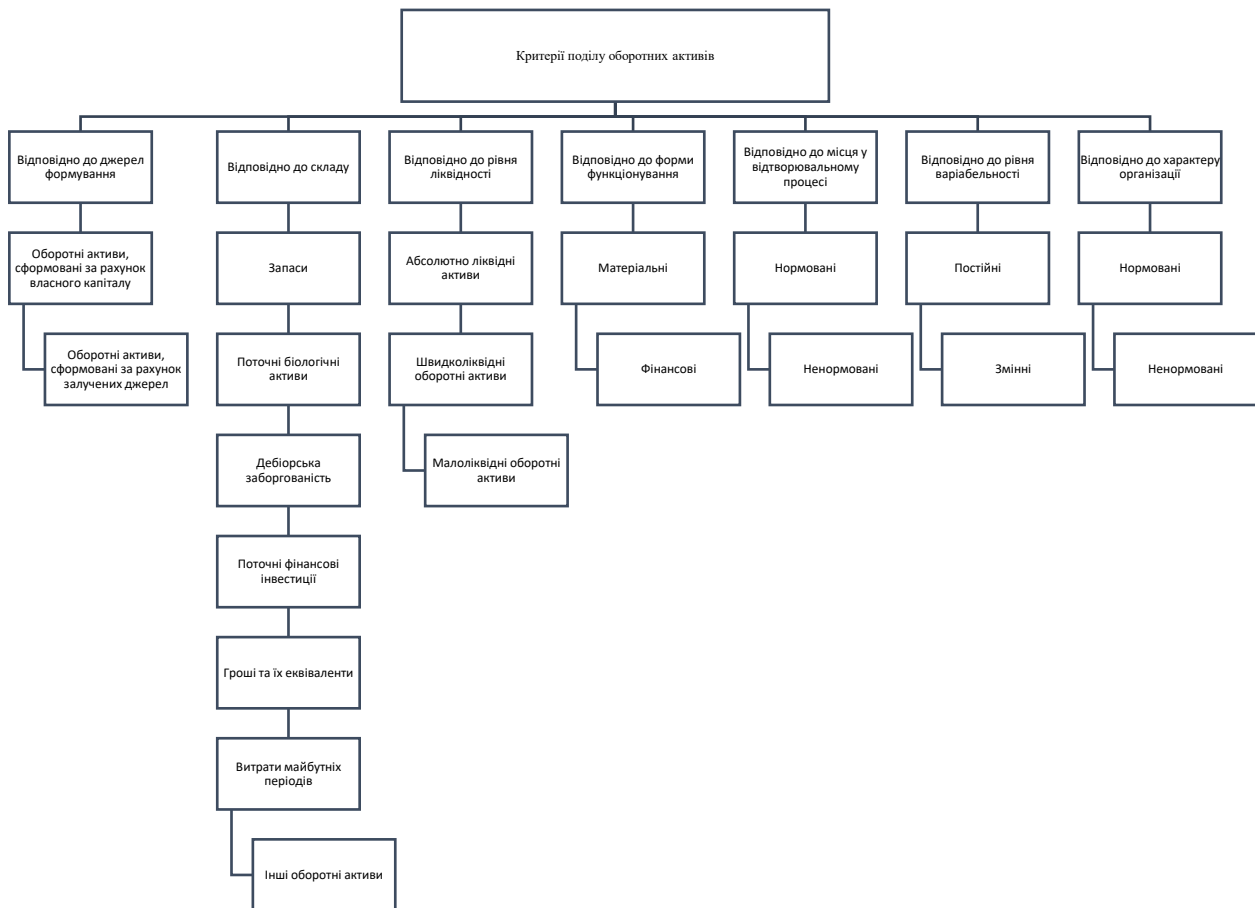 Критерії поділу оборотних активів
Відповідно до джерел
формування
Відповідно до складу
Відповідно до рівня
ліквідності
Відповідно до форми
функціонування
Відповідно до місця у
відтворювальному
процесі
Відповідно до рівня
варіабельності
Відповідно до характеру
організації
Оборотні активи,
сформовані за рахунок
власного капіталу
Запаси
Абсолютно ліквідні
активи
Матеріальні
Нормовані
Постійні
Нормовані
Оборотні активи,
сформовані за рахунок
залучених джерел
Поточні біологічні
активи
Швидколіквідні
оборотні активи
Фінансові
Ненормовані
Змінні
Ненормовані
Дебіорська
заборгованість
Малоліквідні оборотні
активи
Поточні фінансові
інвестиції
Гроші та їх еквіваленти
Витрати майбутніх
періодів
Інші оборотні активи